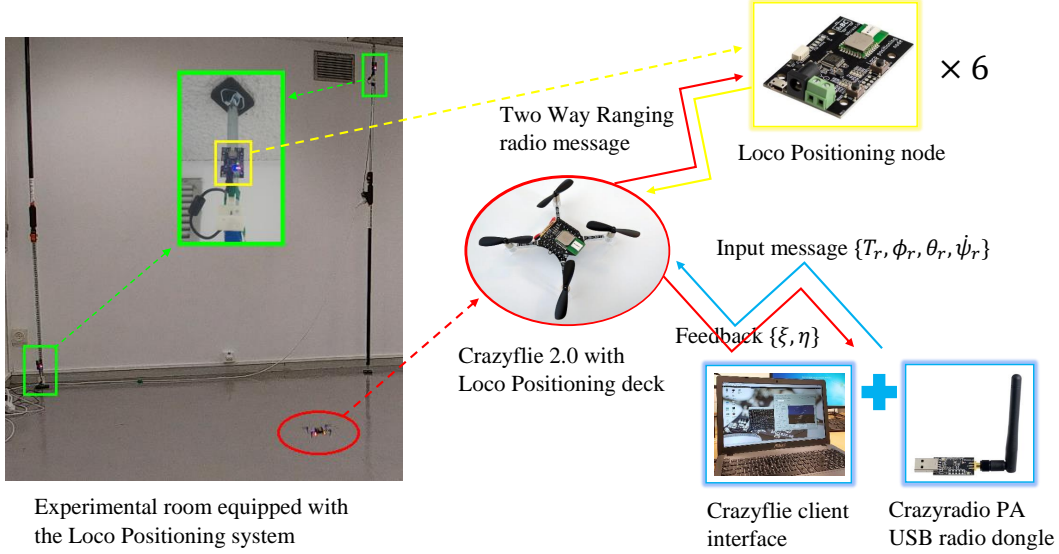 × 6
Two Way Ranging
radio message
Loco Positioning node
Input message {T_r, ϕ_r, θ_r, ψ̇_r}
Feedback {ξ, η}
Crazyflie 2.0 with
Loco Positioning deck
Experimental room equipped with
the Loco Positioning system
Crazyflie client
interface
Crazyradio PA
USB radio dongle